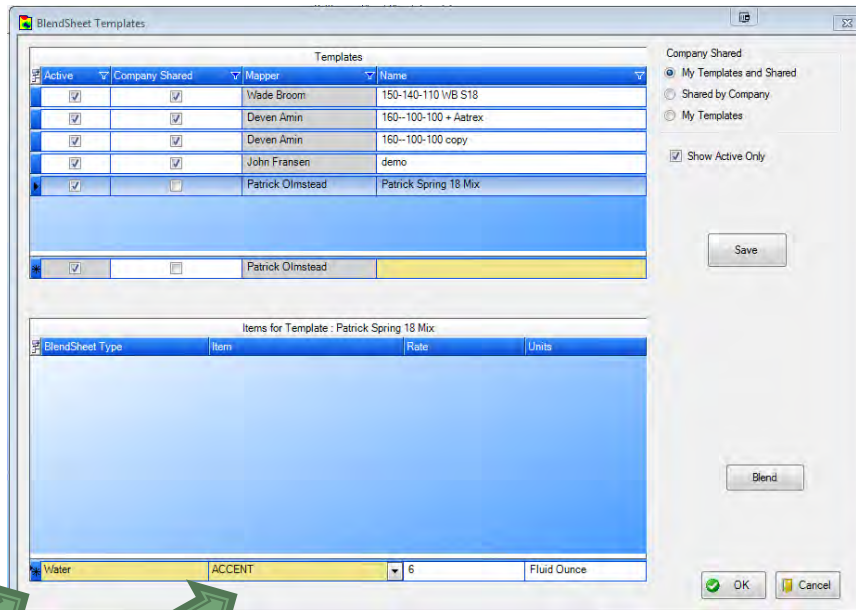 BlendSheet Templates
Templates
Active Company Shared Mapper Name
Wade Broom 150-140-110 WB S18
Deven Amin 160--100-100 + Aatrex
Deven Amin 160--100-100 copy
John Fransen demo
Patrick Olmstead Patrick Spring 18 Mix
Patrick Olmstead
Company Shared
My Templates and Shared
Shared by Company
My Templates
Show Active Only
Save
Items for Template : Patrick Spring 18 Mix
BlendSheet Type Item Rate Units
Water ACCENT 6 Fluid Ounce
Blend
OK Cancel